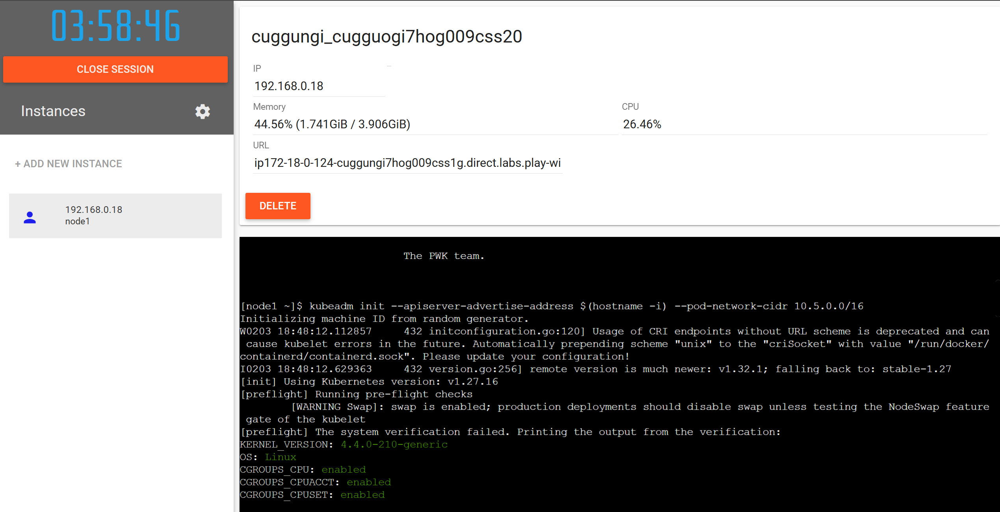 03:58:46
CLOSE SESSION
Instances
+ ADD NEW INSTANCE
192.168.0.18
node1
cuggungi_cugguogi7hog009css20
IP
192.168.0.18
Memory
44.56% (1.741GiB / 3.906GiB)
CPU
26.46%
URL
ip172-18-0-124-cuggungi7hog009css1g.direct.labs.play-wi
DELETE
The PWK team.
[node1 ~]$ kubeadm init --apiserver-advertise-address $(hostname -i) --pod-network-cidr 10.5.0.0/16
Initializing machine ID from random generator.
W0203 18:48:12.112857     432 initconfiguration.go:120] Usage of CRI endpoints without URL scheme is deprecated and can
cause kubelet errors in the future. Automatically prepending scheme "unix" to the "criSocket" with value "/run/docker/
containerd/containerd.sock". Please update your configuration!
I0203 18:48:12.629363     432 version.go:256] remote version is much newer: v1.32.1; falling back to: stable-1.27
[init] Using Kubernetes version: v1.27.16
[preflight] Running pre-flight checks
[WARNING Swap]: swap is enabled; production deployments should disable swap unless testing the NodeSwap feature
gate of the kubelet
[preflight] The system verification failed. Printing the output from the verification:
KERNEL_VERSION: 4.4.0-210-generic
OS: Linux
CGROUPS_CPU: enabled
CGROUPS_CPUACCT: enabled
CGROUPS_CPUSET: enabled